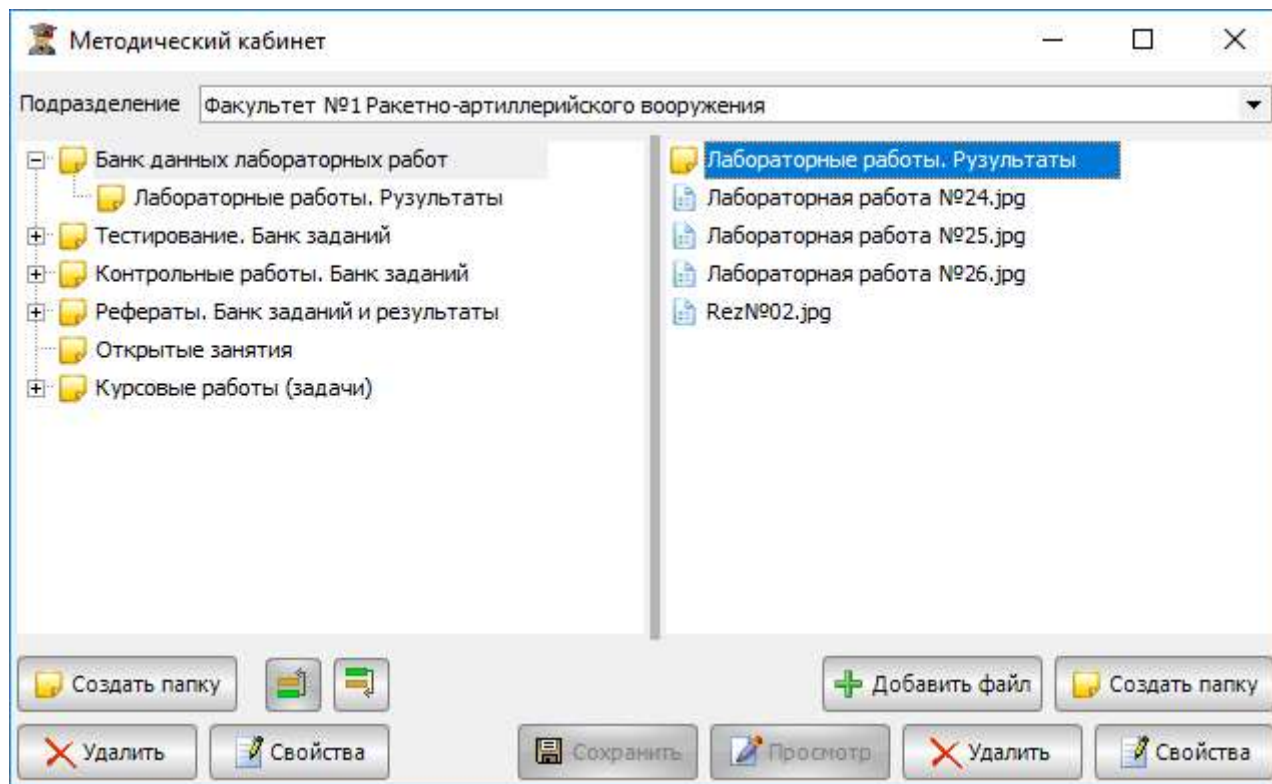 Методический кабинет
Подразделение Факультет №1 Ракетно-артиллерийского вооружения
Банк данных лабораторных работ
Лабораторные работы. Рузультаты
Тестирование. Банк заданий
Контрольные работы. Банк заданий
Рефераты. Банк заданий и результаты
Открытые занятия
Курсовые работы (задачи)
Лабораторные работы. Рузультаты
Лабораторная работа №24.jpg
Лабораторная работа №25.jpg
Лабораторная работа №26.jpg
Rez№02.jpg
Создать папку
Добавить файл
Создать папку
Удалить
Свойства
Сохранить
Просмотр
Удалить
Свойства